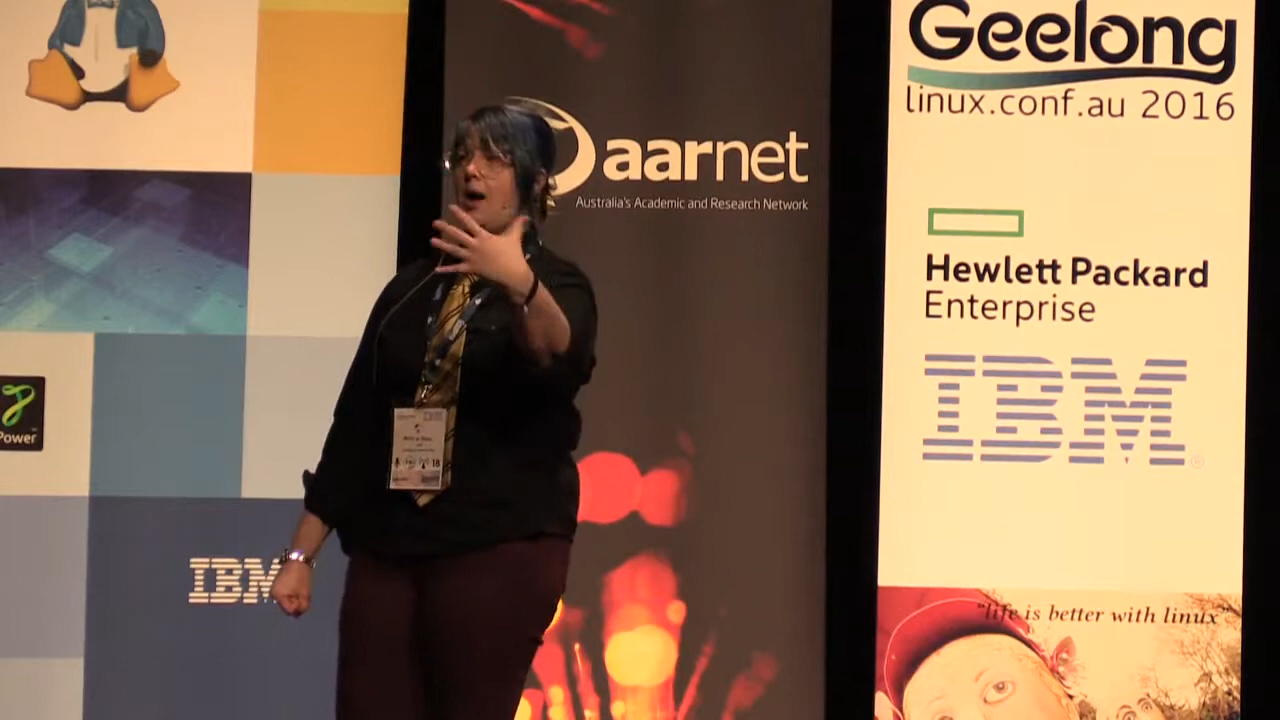 Geelong
linux.conf.au 2016
aarnet
Australia's Academic and Research Network
Hewlett Packard
Enterprise
IBM
®
Power
18
IBM
"life is better with linux"